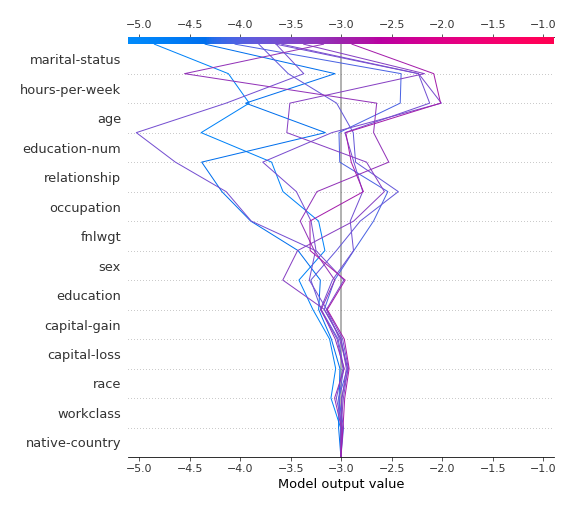 −5.0 −4.5 −4.0 −3.5 −3.0 −2.5 −2.0 −1.5 −1.0
marital-status
hours-per-week
age
education-num
relationship
occupation
fnlwgt
sex
education
capital-gain
capital-loss
race
workclass
native-country
−5.0 −4.5 −4.0 −3.5 −3.0 −2.5 −2.0 −1.5 −1.0
Model output value